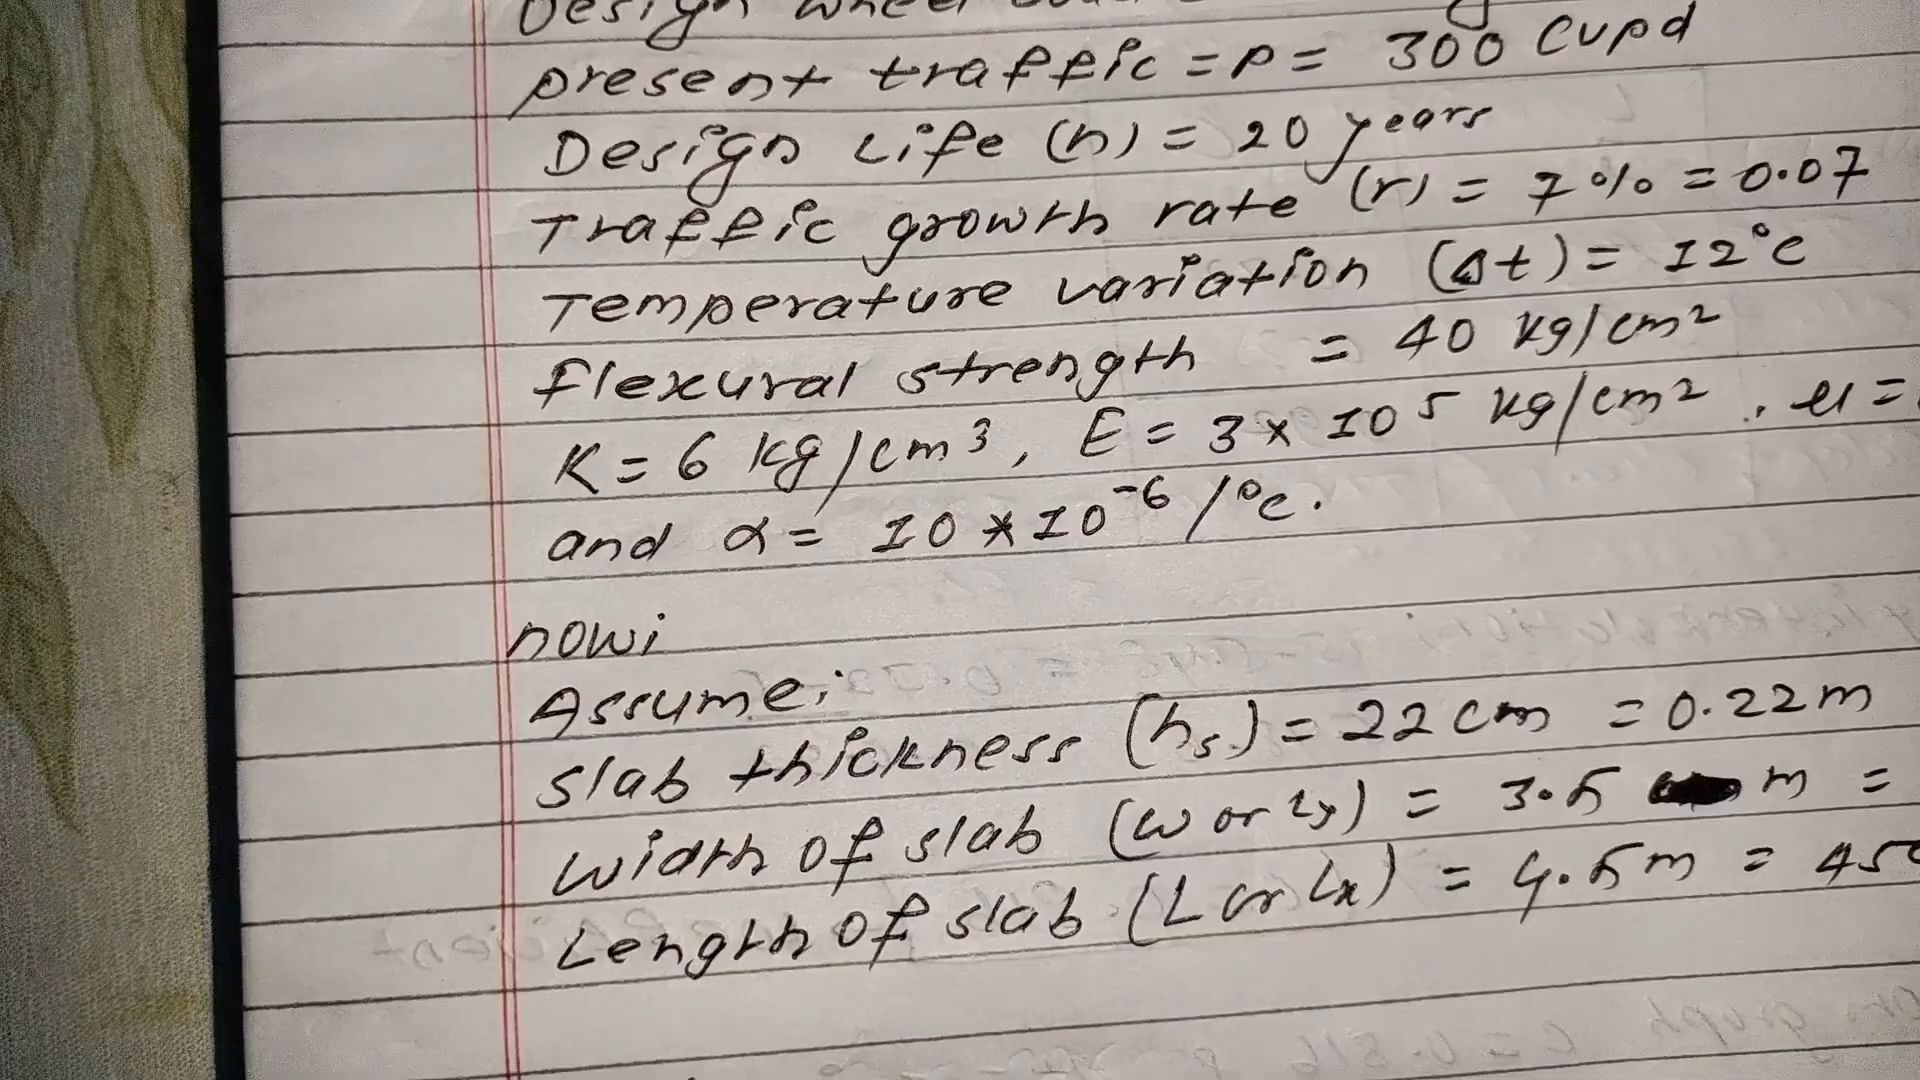 Design wheel
present traffic = P = 300 cvpd
Design Life (n) = 20 years
Traffic growth rate (r) = 7% = 0.07
Temperature variation (Δt) = 12°c
flexural strength = 40 kg/cm²
K = 6 kg/cm³, E = 3 × 10⁵ kg/cm², μ =
and α = 10 * 10⁻⁶ /°c.
now;
Assume;
slab thickness (hs) = 22 cm = 0.22m
width of slab (w or Ly) = 3.5 m =
Length of slab (L or Lx) = 4.5m = 45